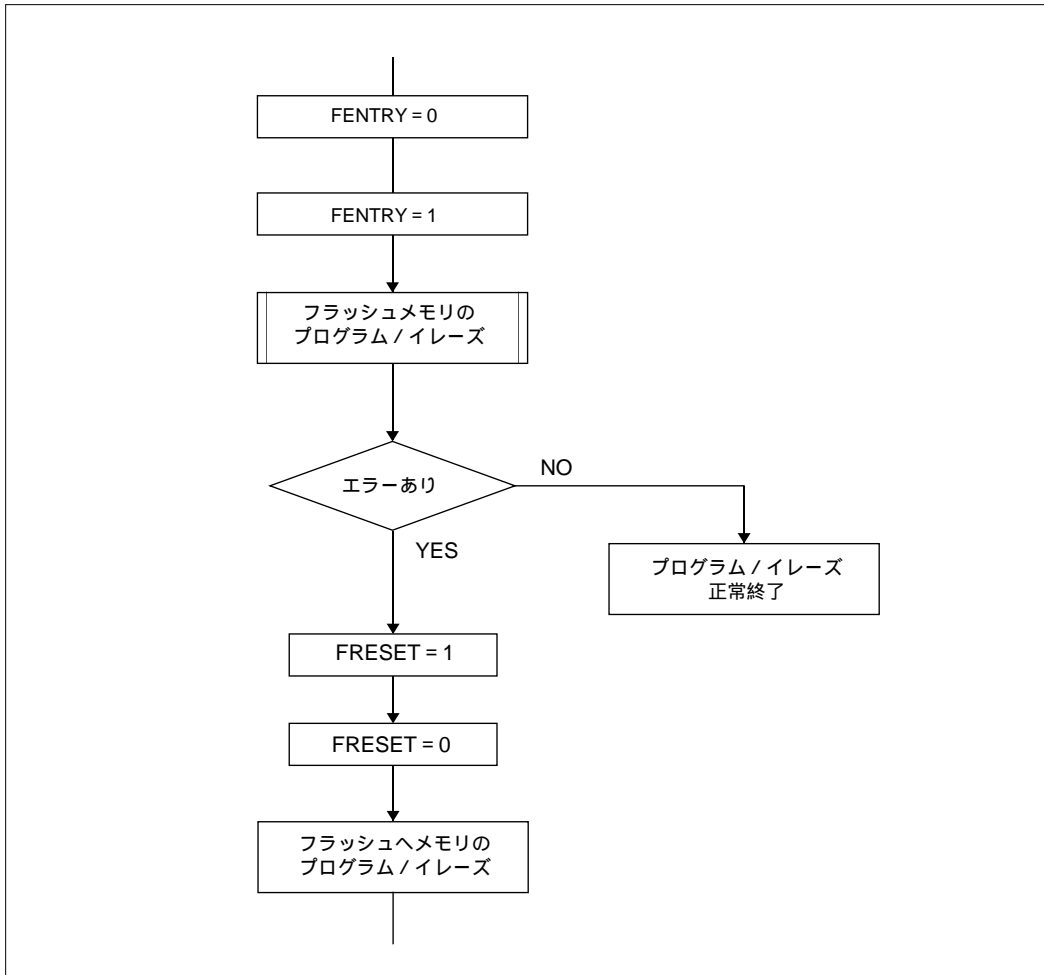 FENTRY = 0
FENTRY = 1
フラッシュメモリの
プログラム / イレーズ
エラーあり
NO
YES
プログラム / イレーズ
正常終了
FRESET = 1
FRESET = 0
フラッシュへメモリの
プログラム / イレーズ